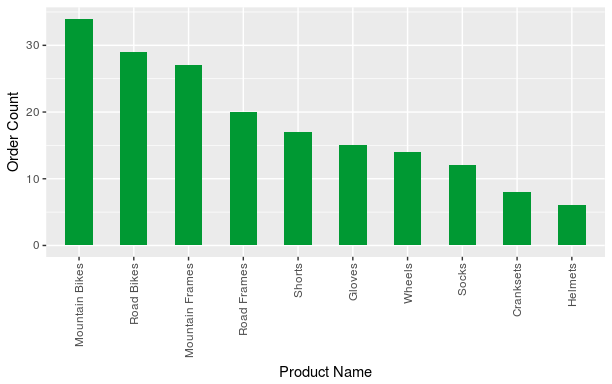 Order Count
30
20
10
0
Mountain Bikes
Road Bikes
Mountain Frames
Road Frames
Shorts
Gloves
Wheels
Socks
Cranksets
Helmets
Product Name